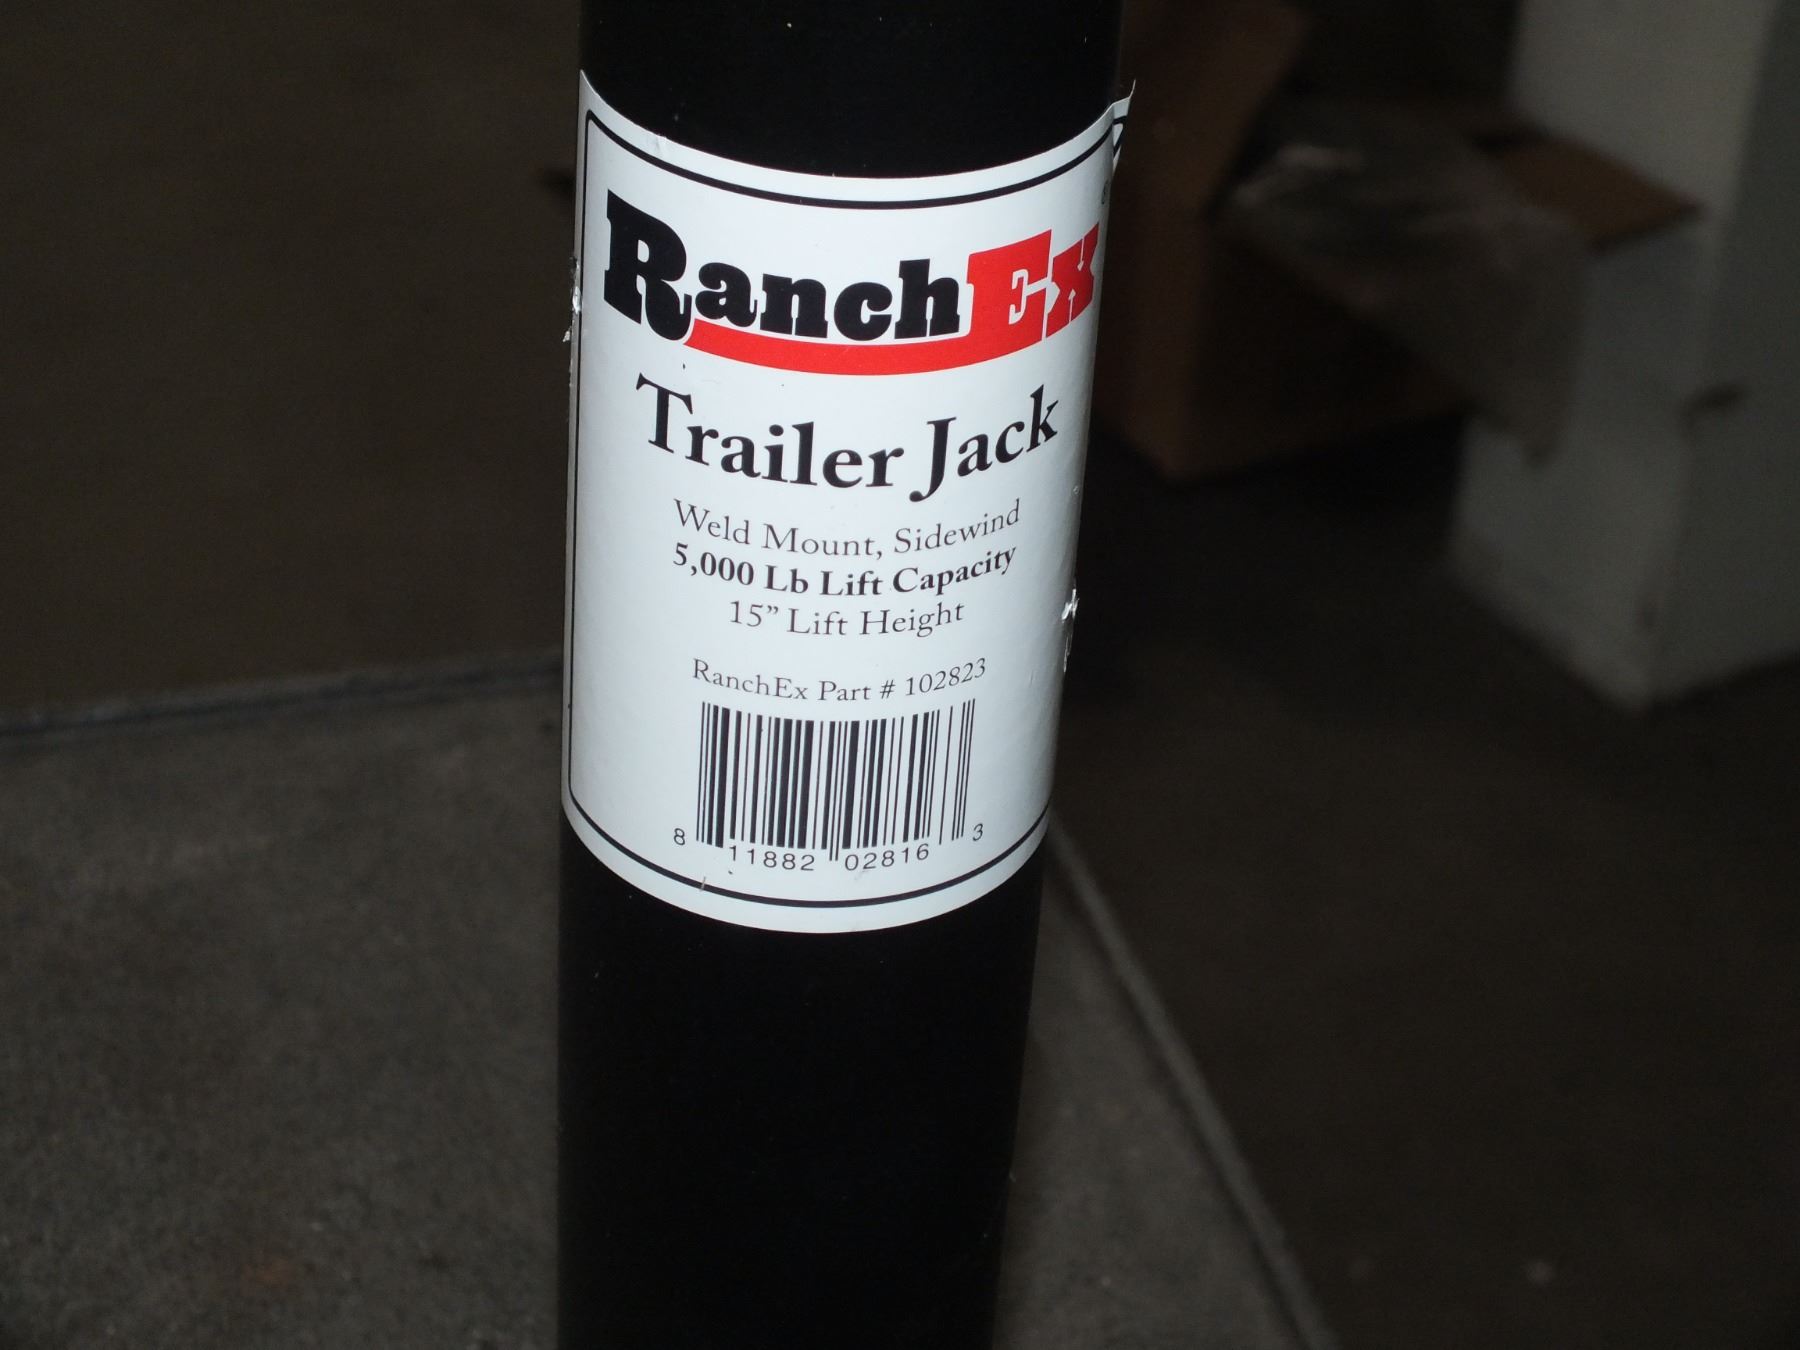 RanchEx
Trailer Jack
Weld Mount, Sidewind
5,000 Lb Lift Capacity
15” Lift Height
RanchEx Part # 102823
8 11882 02816 3